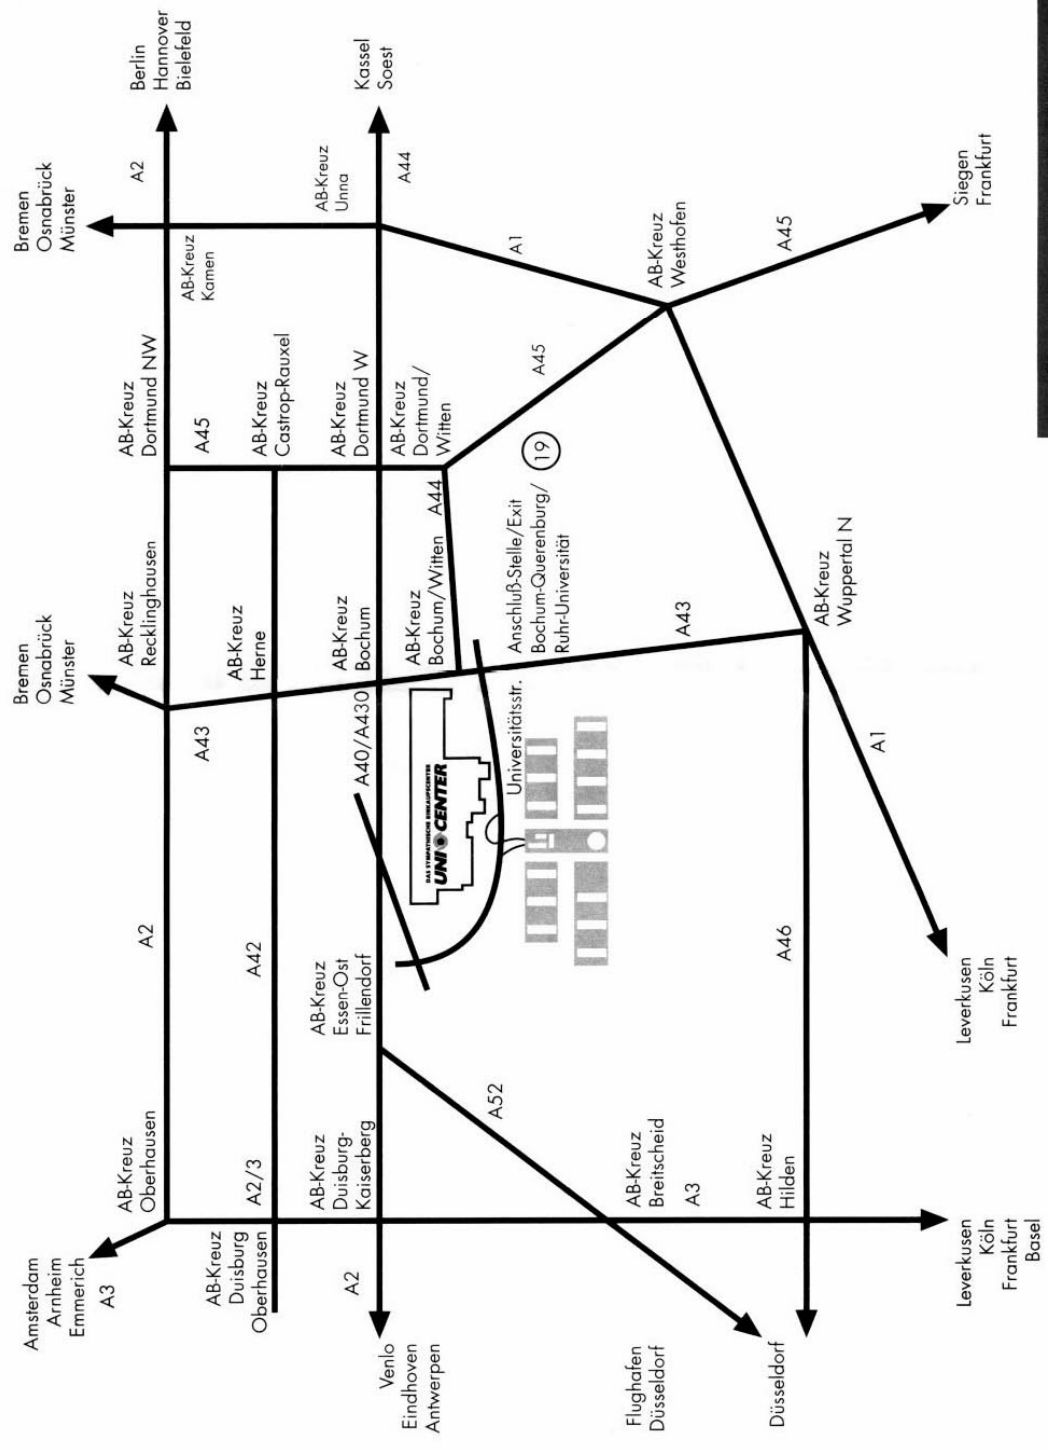 Amsterdam
Arnheim
Emmerich
A3
Bremen
Osnabrück
Münster
Bremen
Osnabrück
Münster
Berlin
Hannover
Bielefeld
AB-Kreuz
Oberhausen
A2
AB-Kreuz
Recklinghausen
AB-Kreuz
Dortmund NW
A2
AB-Kreuz
Kamen
A43
A45
AB-Kreuz
Duisburg
Oberhausen
A2/3
A42
AB-Kreuz
Herne
AB-Kreuz
Castrop-Rauxel
AB-Kreuz
Unna
Kassel
Soest
A2
AB-Kreuz
Duisburg-
Kaiserberg
AB-Kreuz
Essen-Ost
Frillendorf
A40/A430
AB-Kreuz
Bochum
AB-Kreuz
Dortmund W
A44
Venlo
Eindhoven
Antwerpen
DAS SYMPATHISCHE EINKAUFSCENTER
UNI CENTER
AB-Kreuz
Bochum/Witten
A44
AB-Kreuz
Dortmund/
Witten
A52
Universitätsstr.
Anschluß-Stelle/Exit
Bochum-Querenburg/
Ruhr-Universität
19
A45
A1
Flughafen
Düsseldorf
AB-Kreuz
Breitscheid
A3
A43
AB-Kreuz
Westhofen
Düsseldorf
AB-Kreuz
Hilden
A46
AB-Kreuz
Wuppertal N
A45
A1
Leverkusen
Köln
Frankfurt
Basel
Leverkusen
Köln
Frankfurt
Siegen
Frankfurt